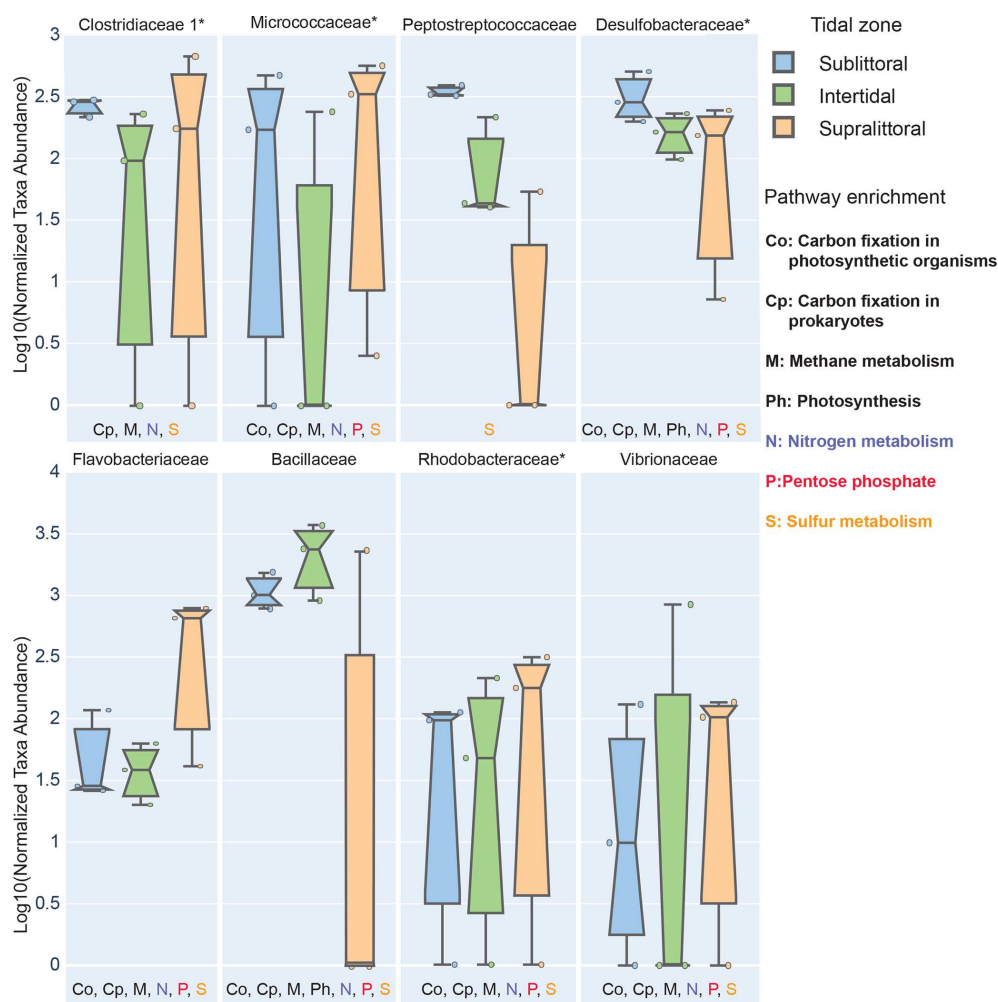 Clostridiaceae 1*
Micrococcaceae*
Peptostreptococcaceae
Desulfobacteraceae*
Log10(Normalized Taxa Abundance)
3
2.5
2
1.5
1
0.5
0
Cp, M, N, S
Co, Cp, M, N, P, S
S
Co, Cp, M, Ph, N, P, S
Flavobacteriaceae
Bacillaceae
Rhodobacteraceae*
Vibrionaceae
Log10(Normalized Taxa Abundance)
4
3.5
3
2.5
2
1.5
1
0.5
0
Co, Cp, M, N, P, S
Co, Cp, M, Ph, N, P, S
Co, Cp, M, N, P, S
Co, Cp, M, N, P, S
Tidal zone
Sublittoral
Intertidal
Supralittoral
Pathway enrichment
Co: Carbon fixation in
photosynthetic organisms
Cp: Carbon fixation in
prokaryotes
M: Methane metabolism
Ph: Photosynthesis
N: Nitrogen metabolism
P:Pentose phosphate
S: Sulfur metabolism